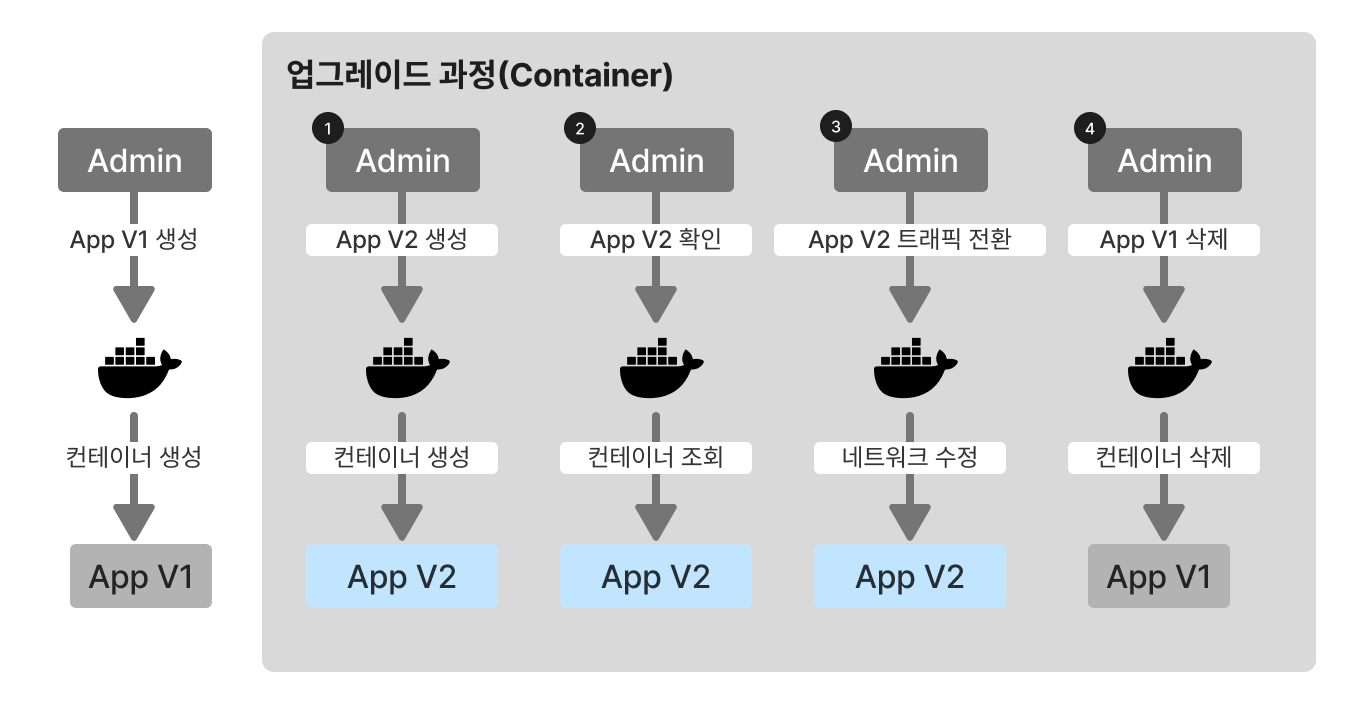 업그레이드 과정(Container)
Admin
App V1 생성
컨테이너 생성
App V1
1
Admin
App V2 생성
컨테이너 생성
App V2
2
Admin
App V2 확인
컨테이너 조회
App V2
3
Admin
App V2 트래픽 전환
네트워크 수정
App V2
4
Admin
App V1 삭제
컨테이너 삭제
App V1